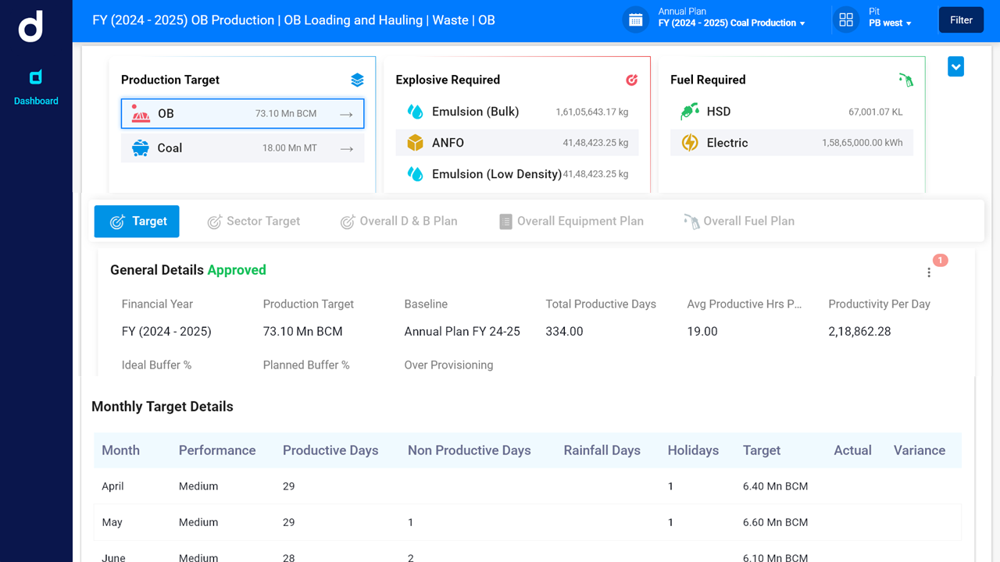 FY (2024 - 2025) OB Production | OB Loading and Hauling | Waste | OB
Annual Plan
FY (2024 - 2025) Coal Production
Pit
PB west
Filter
Dashboard
Production Target
OB 73.10 Mn BCM →
Coal 18.00 Mn MT →
Explosive Required
Emulsion (Bulk) 1,61,05,643.17 kg
ANFO 41,48,423.25 kg
Emulsion (Low Density) 41,48,423.25 kg
Fuel Required
HSD 67,001.07 KL
Electric 1,58,65,000.00 kWh
Target Sector Target Overall D & B Plan Overall Equipment Plan Overall Fuel Plan
General Details Approved
1
Financial Year Production Target Baseline Total Productive Days Avg Productive Hrs P... Productivity Per Day
FY (2024 - 2025) 73.10 Mn BCM Annual Plan FY 24-25 334.00 19.00 2,18,862.28
Ideal Buffer % Planned Buffer % Over Provisioning
Monthly Target Details
Month Performance Productive Days Non Productive Days Rainfall Days Holidays Target Actual Variance
April Medium 29 1 6.40 Mn BCM
May Medium 29 1 1 6.60 Mn BCM
June Medium 28 2 6.10 Mn BCM